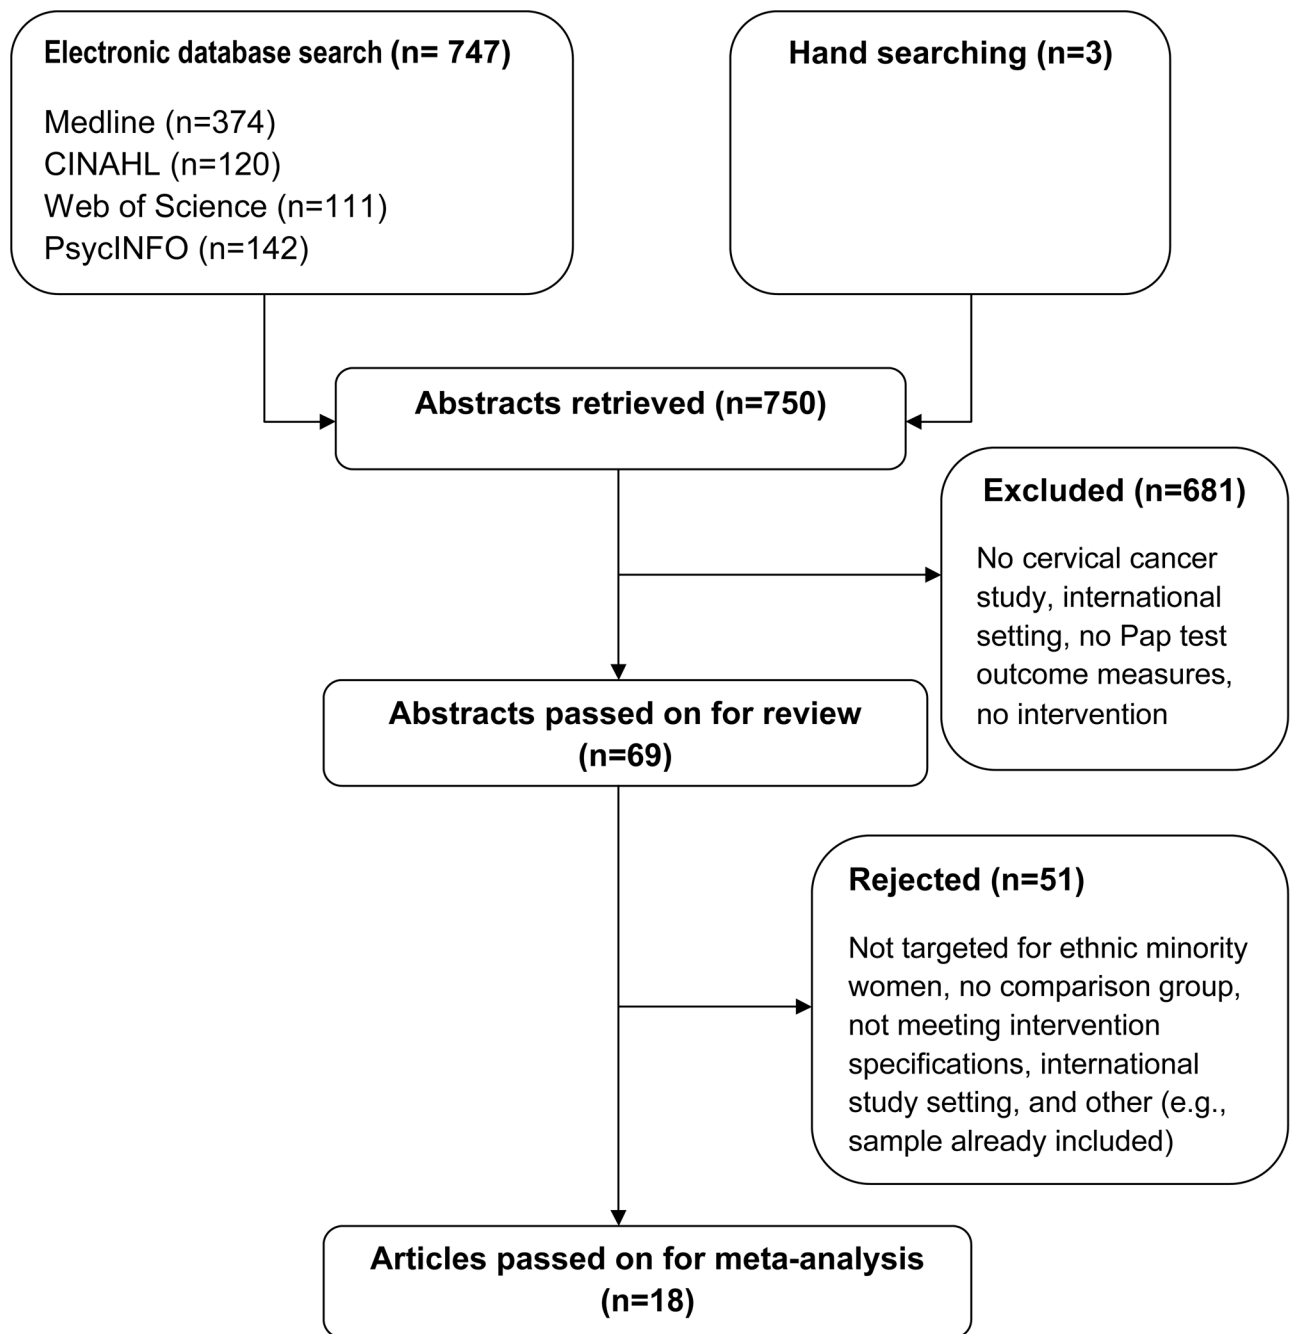 Electronic database search (n= 747)
Medline (n=374)
CINAHL (n=120)
Web of Science (n=111)
PsycINFO (n=142)
Hand searching (n=3)
Abstracts retrieved (n=750)
Excluded (n=681)
No cervical cancer
study, international
setting, no Pap test
outcome measures,
no intervention
Abstracts passed on for review
(n=69)
Rejected (n=51)
Not targeted for ethnic minority
women, no comparison group,
not meeting intervention
specifications, international
study setting, and other (e.g.,
sample already included)
Articles passed on for meta-analysis
(n=18)